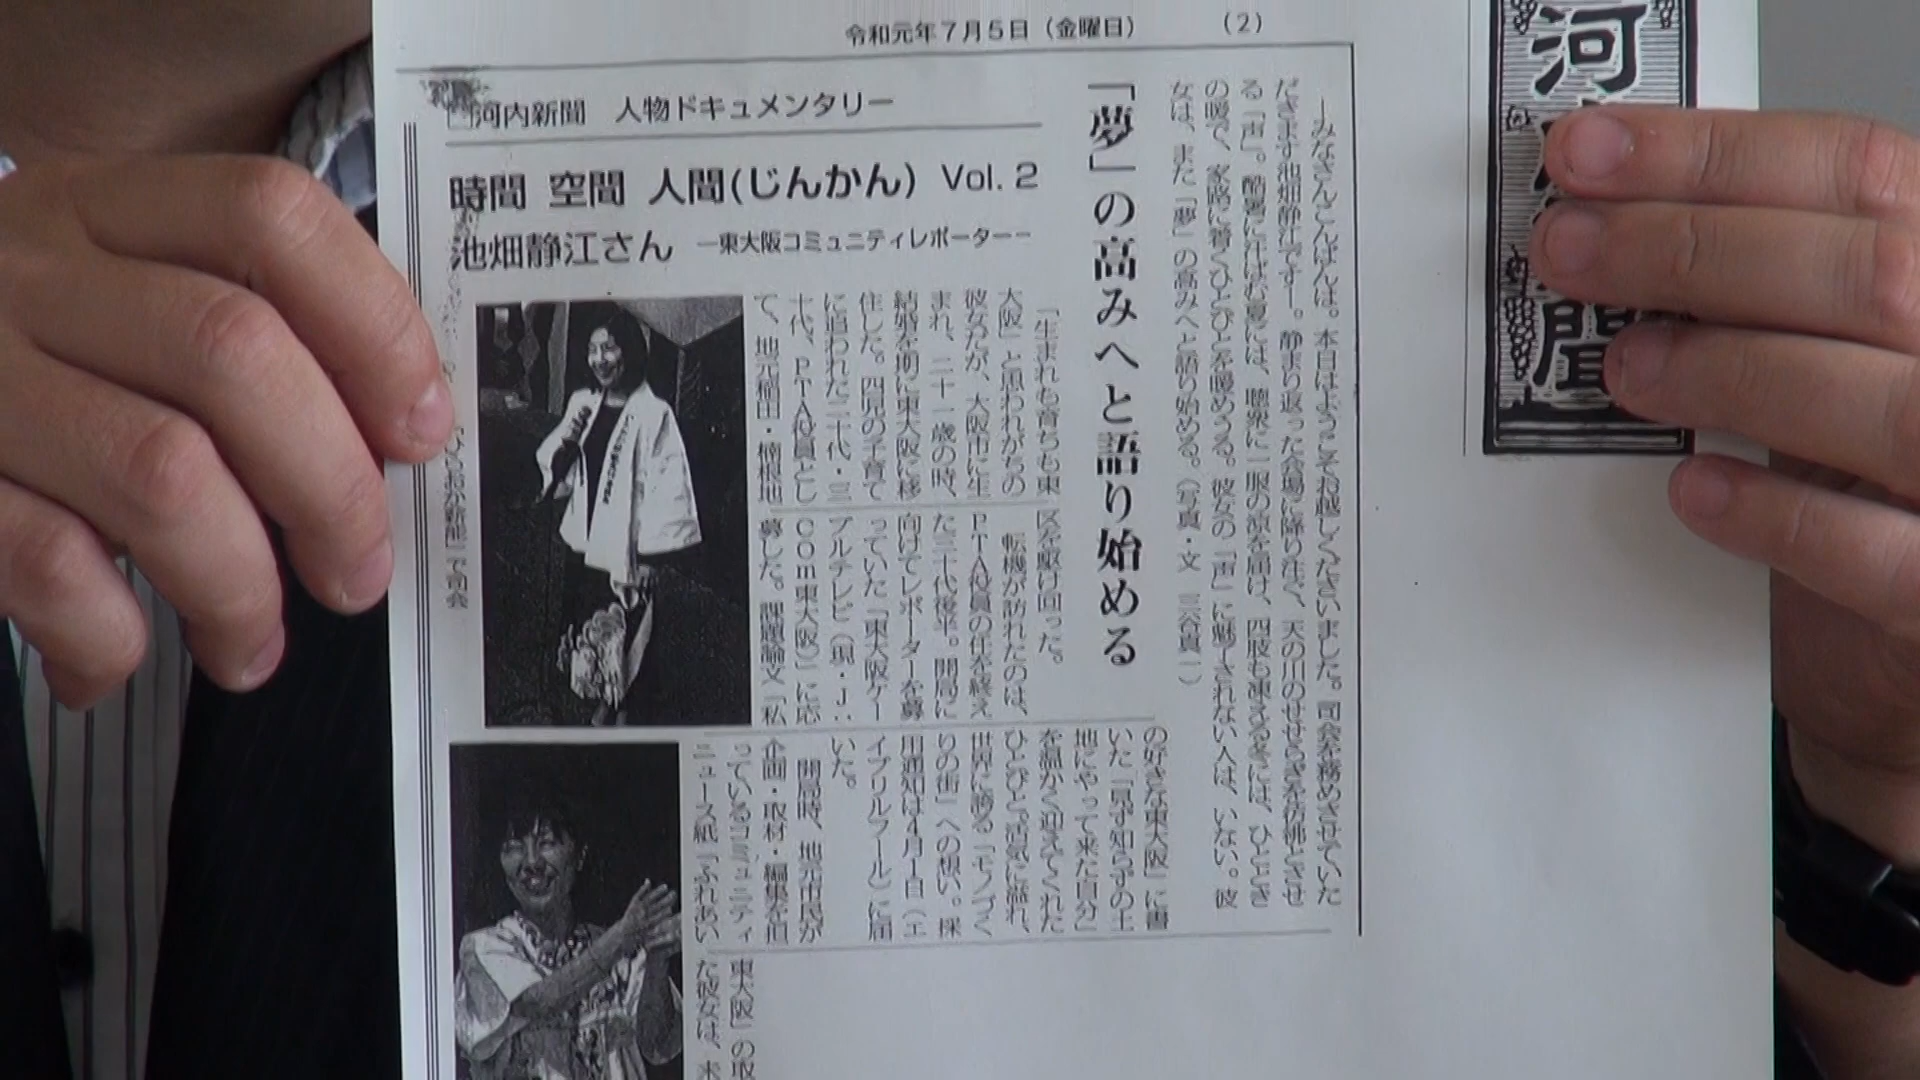 令和元年7月5日(金曜日)
(2)
河
聞
河内新聞 人物ドキュメンタリー
時間 空間 人間(じんかん) Vol.2
池畑静江さん ―東大阪コミュニティレポーター―
「夢」の高みへと語り始める
―みなさんこんばんは。本日はようこそお越しくださいました。司会を務めさせていた
だきます池畑静江です―。静まり返った会場に降り注ぐ、天の川のせせらぎを彷彿とさせ
る「声」。酷暑に
夏には、聴衆に一服の涼を届け、四肢も凍る冬には、ひととき
の暖で、家路に着くひとびとを暖めうる。彼女の「声」に魅了されない人は、いない。彼
女は、また「夢」の高みへと語り始める。(写真・文 三谷真一)
「生まれも育ちも東
大阪」と思われがちの
彼女だが、大阪市に生
まれ、二十一歳の時、
結婚を期に東大阪に移
住した。四児の子育て
に追われた二十代・三
十代、PTA役員とし
て、地元稲田・楠根地
区を駆け回った。
転機が訪れたのは、
PTA役員の任を終え
た三十代後半。開局に
向けてレポーターを募
っていた「東大阪ケー
ブルテレビ(現・J:
COM東大阪)」に応
募した。課題論文「私
の好きな東大阪」に書
いた「見ず知らずの土
地にやって来た自分」
を温かく迎えてくれた
ひとびと。活気に溢れ、
世界に誇る「モノづく
りの街」への想い。採
用通知は4月1日(エ
イプリルフール)に届
いた。
開局時、地元市民が
企画・取材・編集を担
っているコミュニティ
ニュース紙「ふれあい
東大阪」の取
た彼女は、来
新聞」で司会